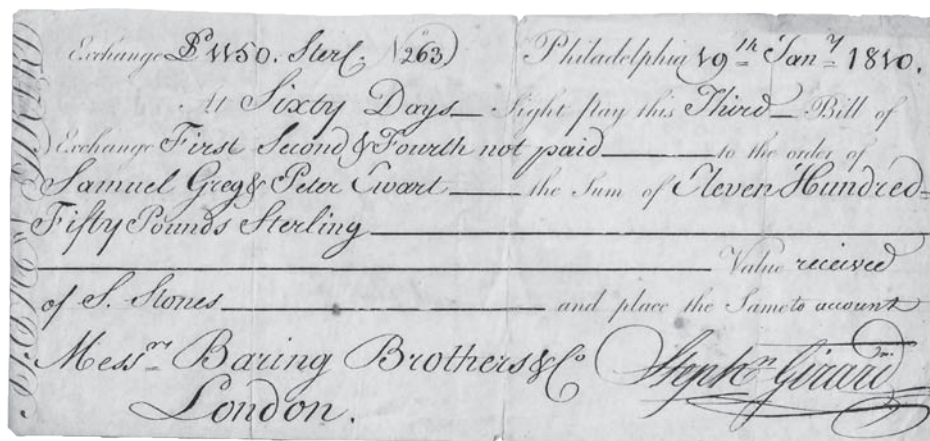 Exchange £ 1150. Sterl. No 263) Philadelphia 19th Jany 1810.
At Sixty Days Sight pay this Third Bill of
Exchange First Second & Fourth not paid to the order of
Samuel Greg & Peter Ewart the Sum of Eleven Hundred
Fifty Pounds Sterling
Value received
of S. Stones and place the Same to account
Messrs Baring Brothers & Co
London.
Stephn Girard